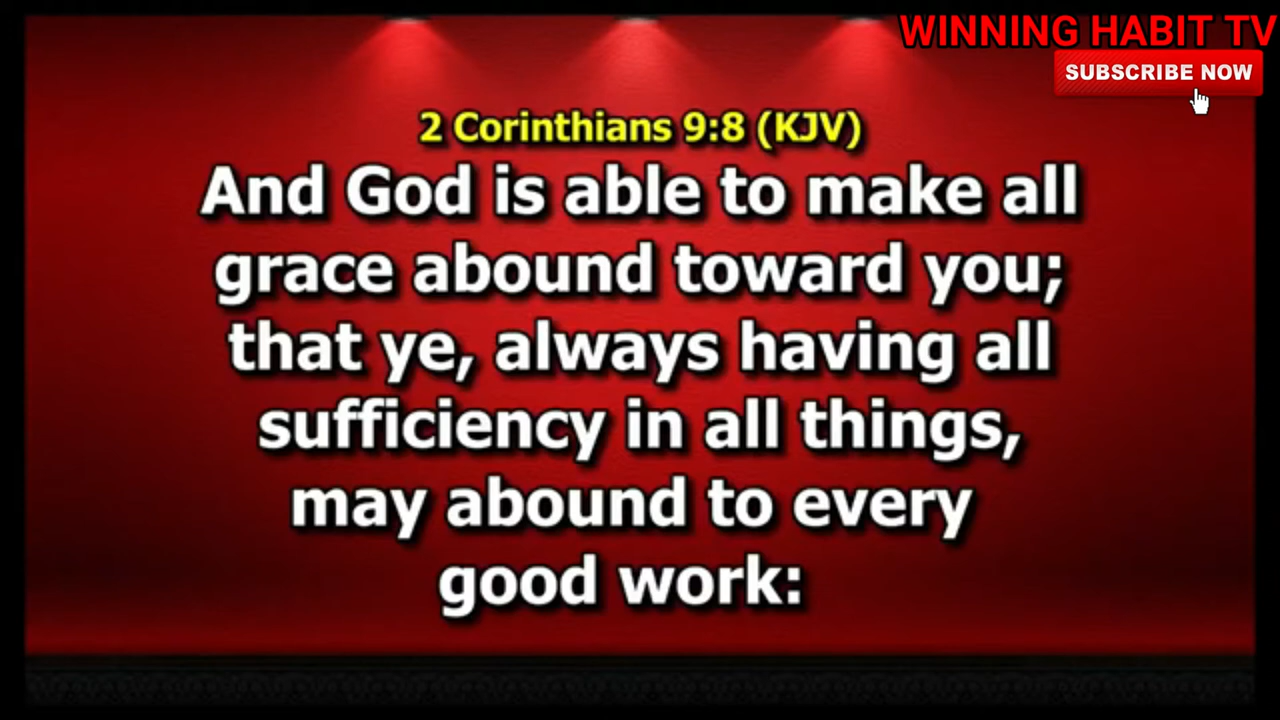 WINNING HABIT TV
SUBSCRIBE NOW
2 Corinthians 9:8 (KJV)
And God is able to make all
grace abound toward you;
that ye, always having all
sufficiency in all things,
may abound to every
good work: